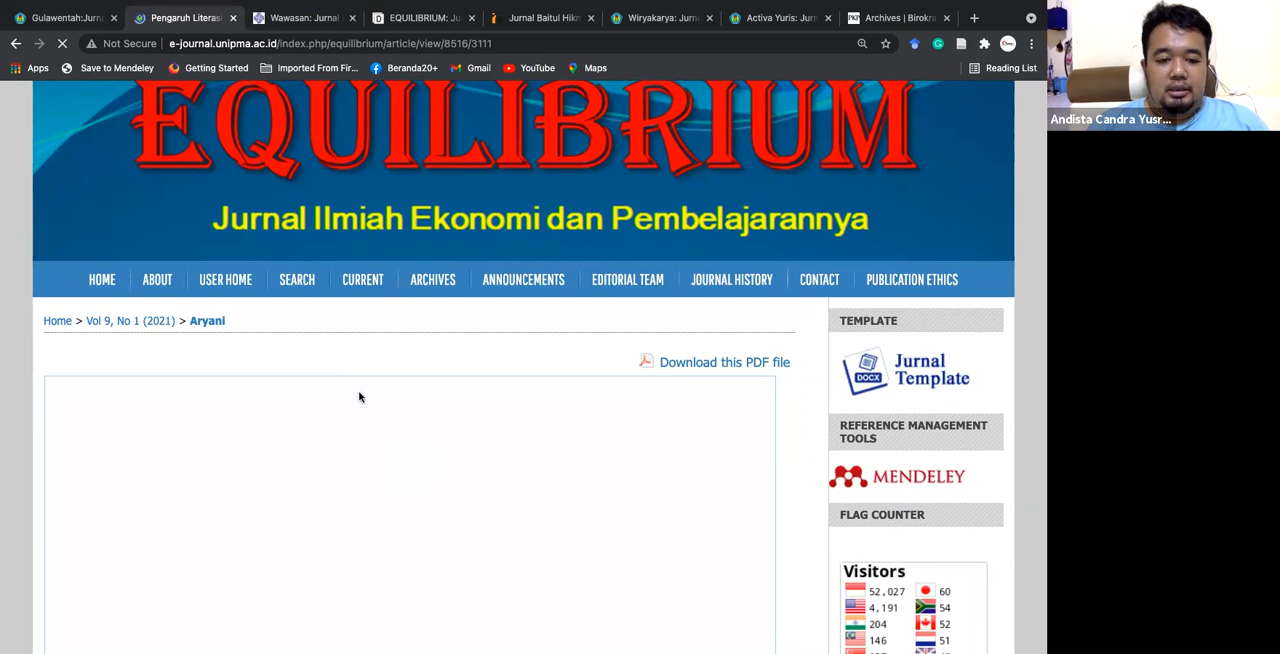 Gulawentah:Jurn
Pengaruh Literasi
Wawasan: Jurnal
EQUILIBRIUM: Ju
Jurnal Baitul Hikm
Wiryakarya: Jurn
Activa Yuris: Jurn
PKP Archives | Birokra
Not Secure | e-journal.unipma.ac.id/index.php/equilibrium/article/view/8516/3111
Apps Save to Mendeley Getting Started Imported From Fir... Beranda20+ Gmail YouTube Maps Reading List
Andista Candra Yusr...
EQUILIBRIUM
Jurnal Ilmiah Ekonomi dan Pembelajarannya
HOME ABOUT USER HOME SEARCH CURRENT ARCHIVES ANNOUNCEMENTS EDITORIAL TEAM JOURNAL HISTORY CONTACT PUBLICATION ETHICS
Home > Vol 9, No 1 (2021) > Aryani
Download this PDF file
TEMPLATE
DOCX
Jurnal
Template
REFERENCE MANAGEMENT
TOOLS
MENDELEY
FLAG COUNTER
Visitors
52,027 60
4,191 54
204 52
146 51